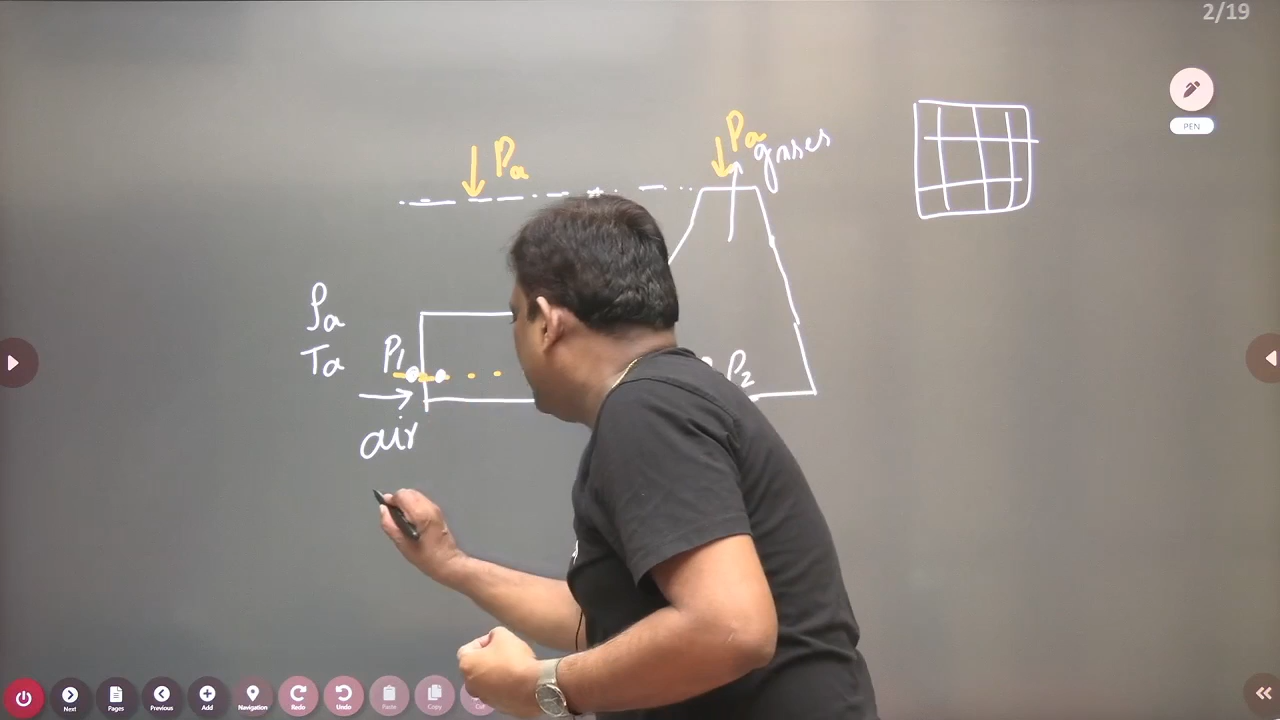 2/19
PEN
Pa
Pa
gases
ρa
Ta
P1
P2
air
Next
Pages
Previous
Add
Navigation
Redo
Undo
Paste
Copy
Cut